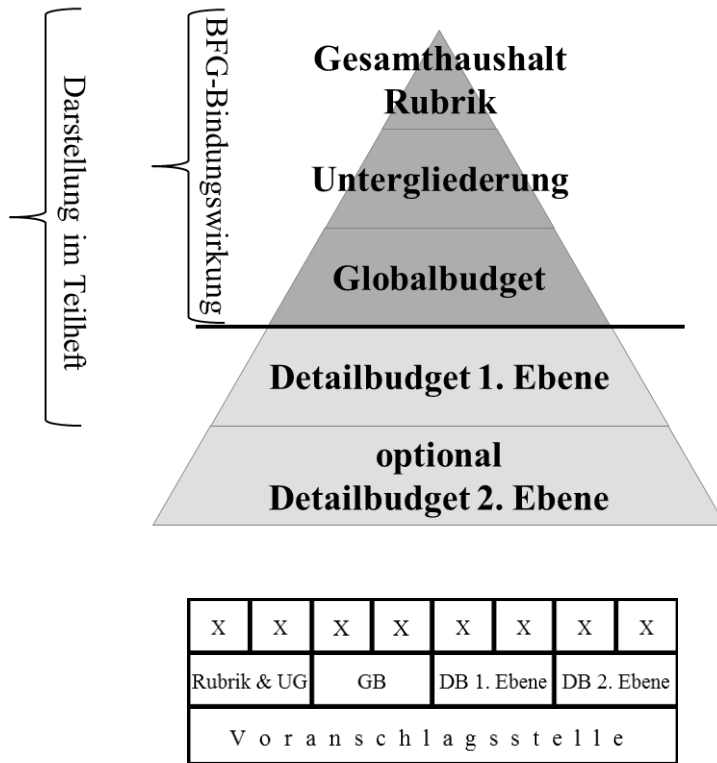 Darstellung im Teilheft
BFG-Bindungswirkung
Gesamthaushalt
Rubrik
Untergliederung
Globalbudget
Detailbudget 1. Ebene
optional
Detailbudget 2. Ebene
X X X X X X X X
Rubrik & UG GB DB 1. Ebene DB 2. Ebene
Voranschlagsstelle